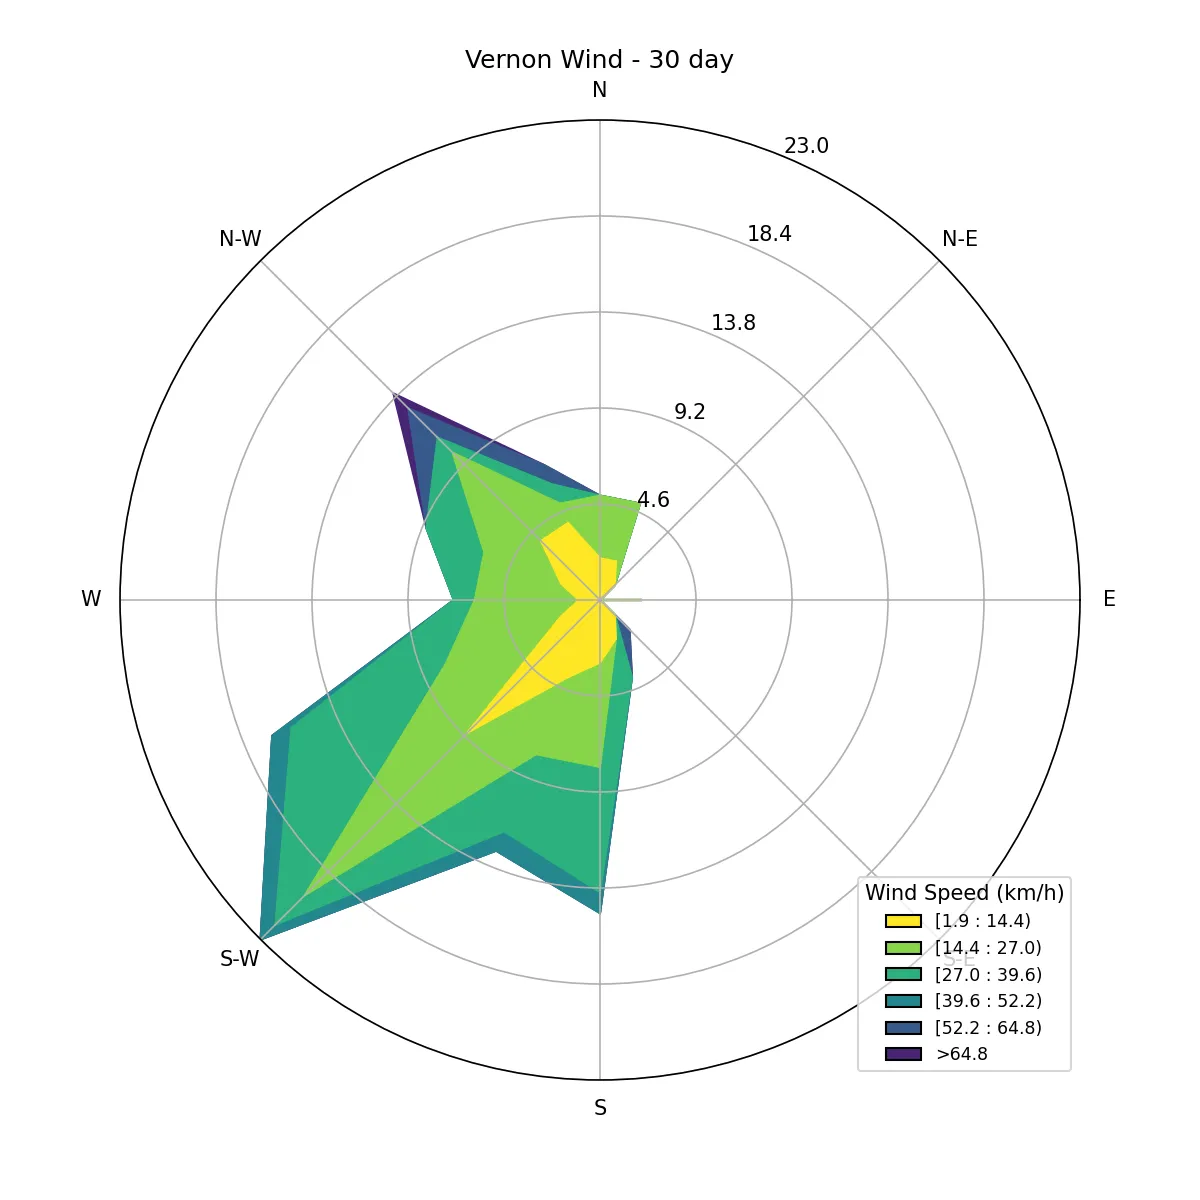 Vernon Wind - 30 day
N
23.0
N-W
18.4
N-E
13.8
9.2
4.6
W
E
S-W
Wind Speed (km/h)
[1.9 : 14.4)
[14.4 : 27.0)
S-E
[27.0 : 39.6)
[39.6 : 52.2)
[52.2 : 64.8)
>64.8
S